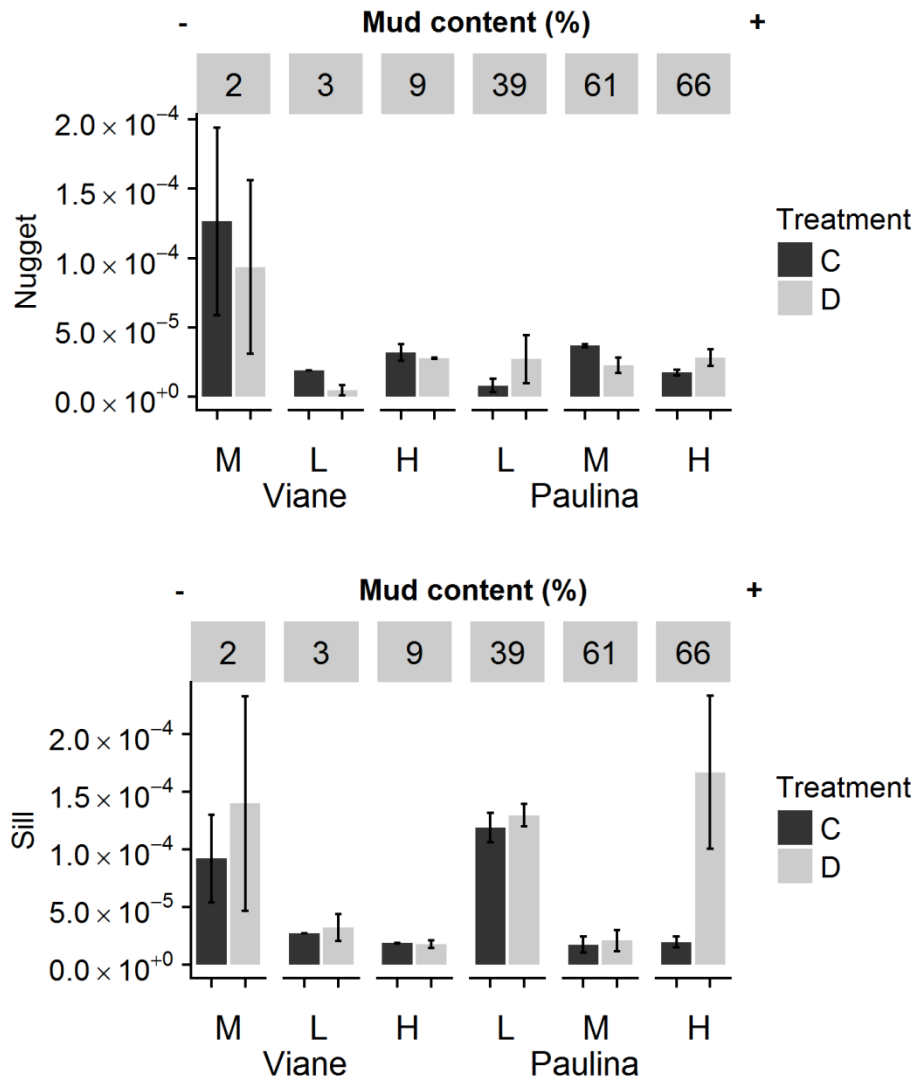 - Mud content (%) +
2 3 9 39 61 66
2.0 × 10⁻⁴
1.5 × 10⁻⁴
1.0 × 10⁻⁴
5.0 × 10⁻⁵
0.0 × 10⁺⁰
Nugget
Treatment
C
D
M L H L M H
Viane Paulina
- Mud content (%) +
2 3 9 39 61 66
2.0 × 10⁻⁴
1.5 × 10⁻⁴
1.0 × 10⁻⁴
5.0 × 10⁻⁵
0.0 × 10⁺⁰
Sill
Treatment
C
D
M L H L M H
Viane Paulina